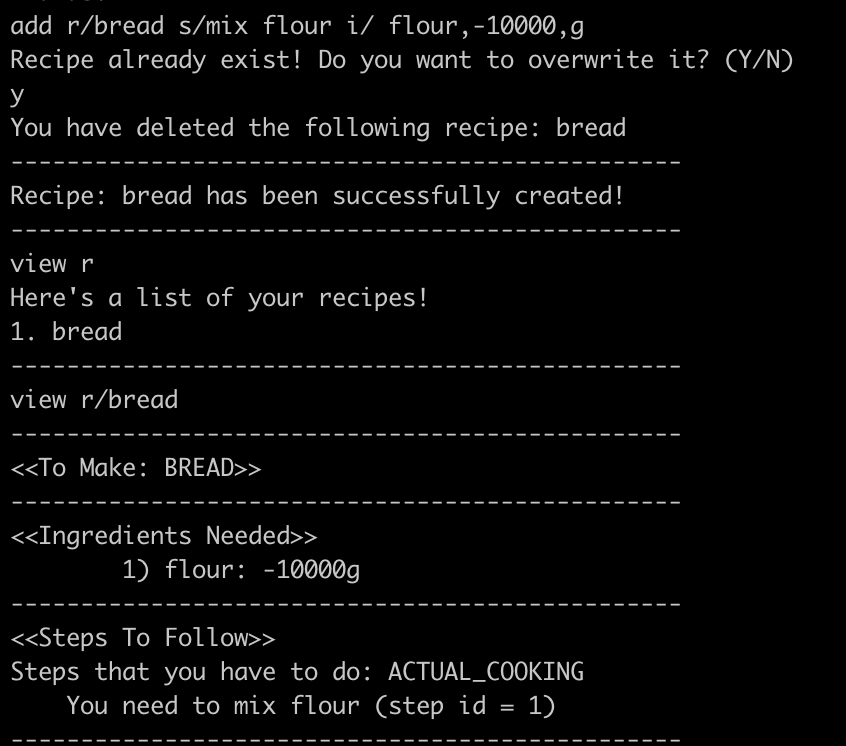 add r/bread s/mix flour i/ flour,-10000,g
Recipe already exist! Do you want to overwrite it? (Y/N)
y
You have deleted the following recipe: bread
------------------------------------------------
Recipe: bread has been successfully created!
------------------------------------------------
view r
Here's a list of your recipes!
1. bread
------------------------------------------------
view r/bread
------------------------------------------------
<<To Make: BREAD>>
------------------------------------------------
<<Ingredients Needed>>
        1) flour: -10000g
------------------------------------------------
<<Steps To Follow>>
Steps that you have to do: ACTUAL_COOKING
    You need to mix flour (step id = 1)
------------------------------------------------